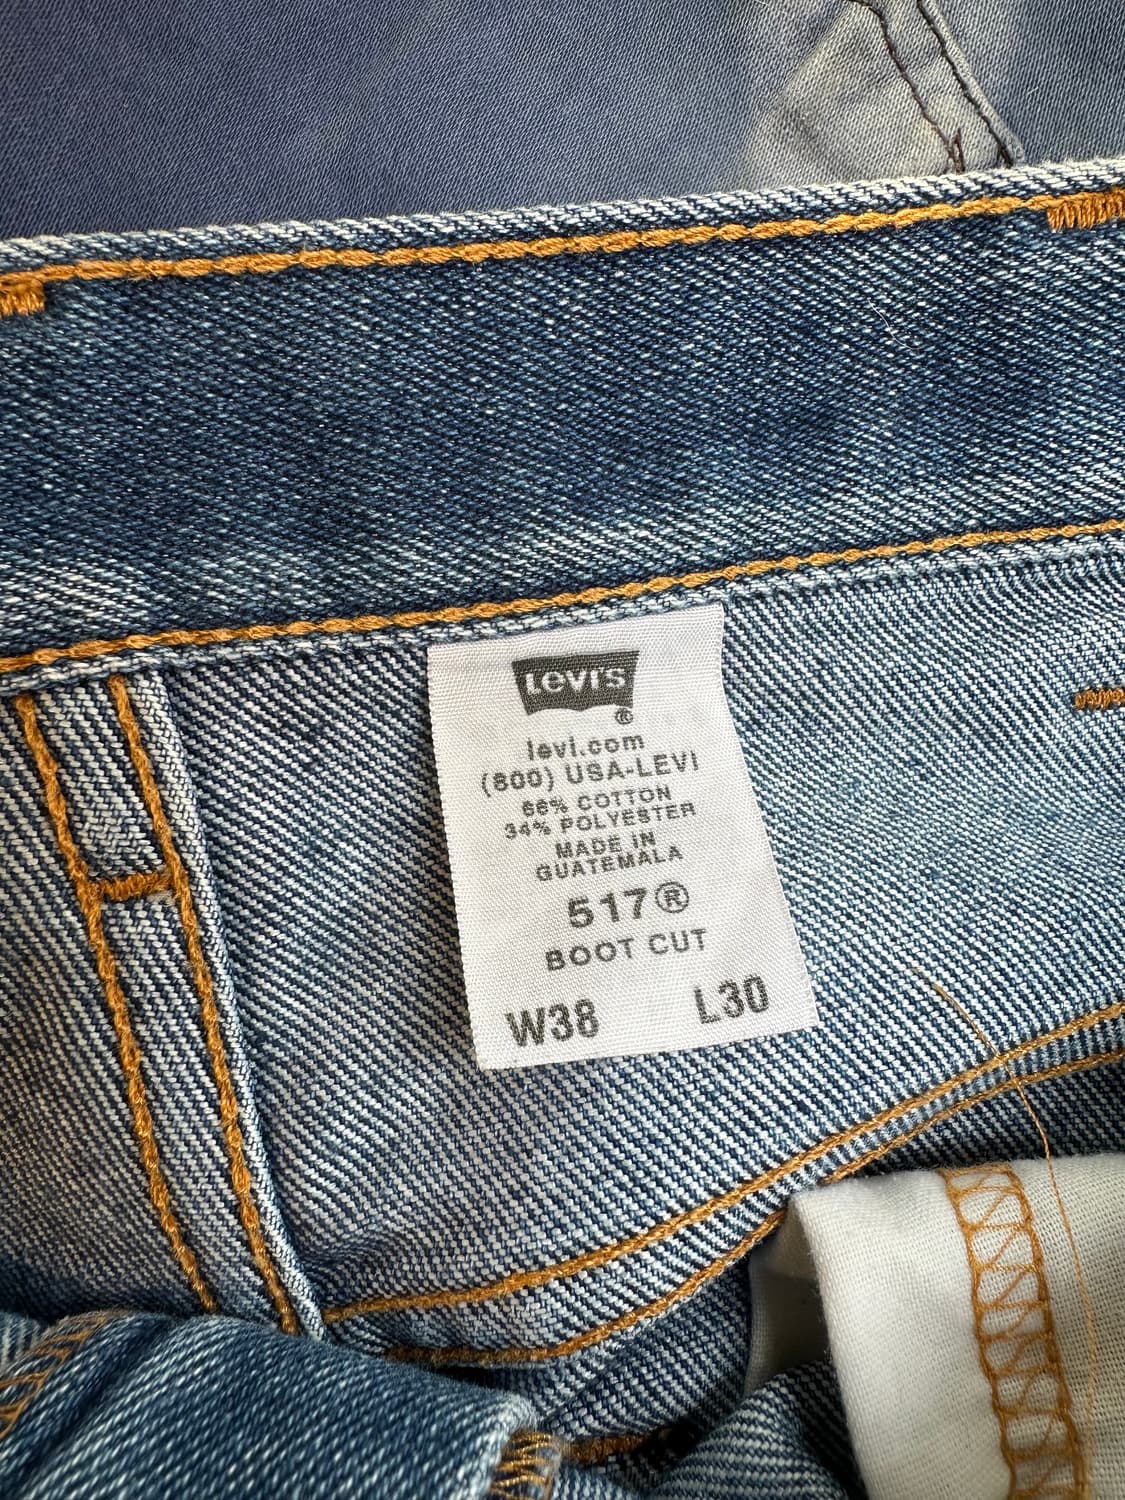 Levi's
®
levi.com
(800) USA-LEVI
66% COTTON
34% POLYESTER
MADE IN
GUATEMALA
517®
BOOT CUT
W38 L30